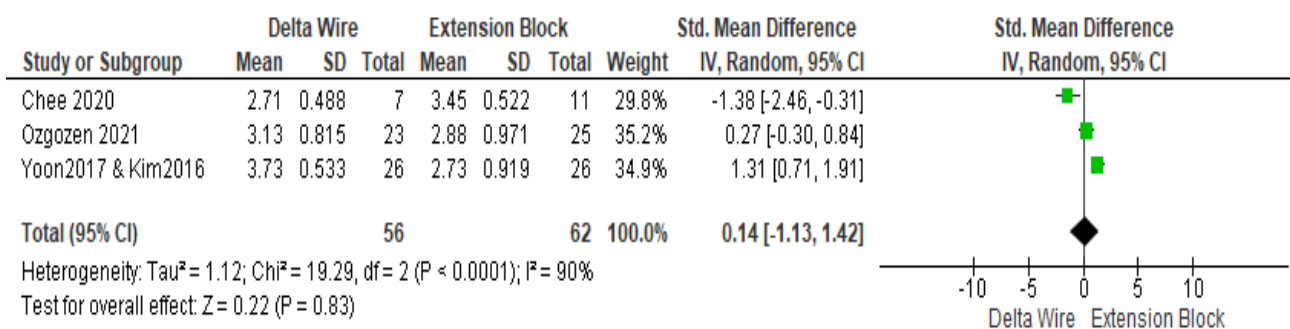 Delta Wire Extension Block Std. Mean Difference Std. Mean Difference
Study or Subgroup Mean SD Total Mean SD Total Weight IV, Random, 95% CI IV, Random, 95% CI
Chee 2020 2.71 0.488 7 3.45 0.522 11 29.8% -1.38 [-2.46, -0.31]
Ozgozen 2021 3.13 0.815 23 2.88 0.971 25 35.2% 0.27 [-0.30, 0.84]
Yoon2017 & Kim2016 3.73 0.533 26 2.73 0.919 26 34.9% 1.31 [0.71, 1.91]
Total (95% CI) 56 62 100.0% 0.14 [-1.13, 1.42]
Heterogeneity: Tau² = 1.12; Chi² = 19.29, df = 2 (P < 0.0001); I² = 90%
Test for overall effect: Z = 0.22 (P = 0.83)
-10 -5 0 5 10
Delta Wire Extension Block